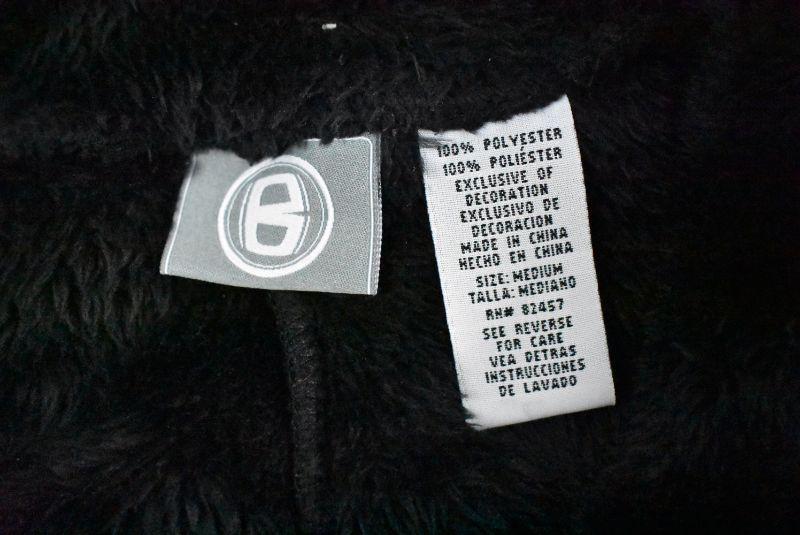 B
100% POLYESTER
100% POLIÉSTER
EXCLUSIVE OF
DECORATION
EXCLUSIVO DE
DECORACION
MADE IN CHINA
HECHO EN CHINA
SIZE: MEDIUM
TALLA: MEDIANO
RN# 82457
SEE REVERSE
FOR CARE
VEA DETRAS
INSTRUCCIONES
DE LAVADO